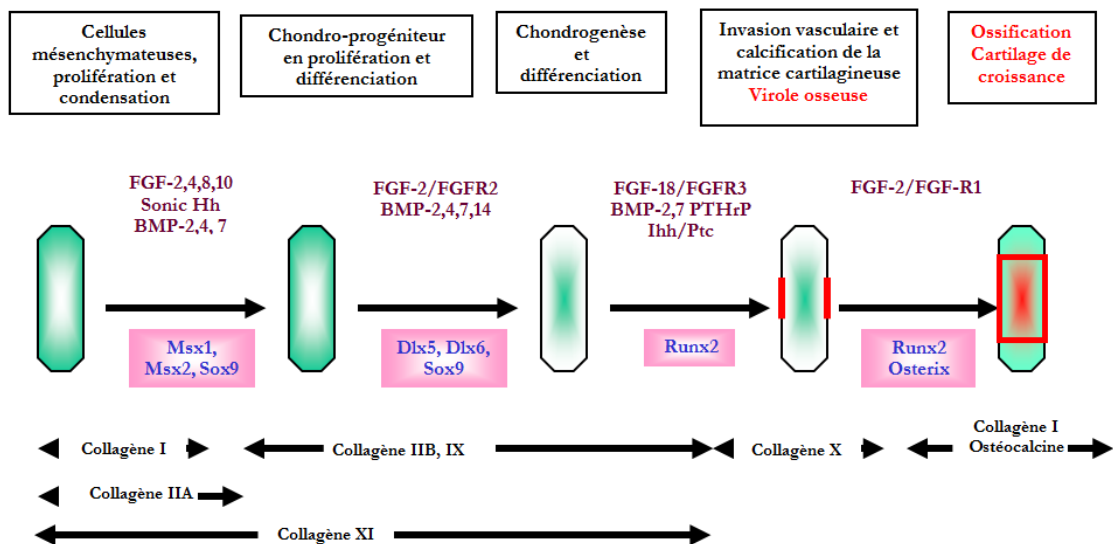 Cellules
mésenchymateuses,
prolifération et
condensation
Chondro-progéniteur
en prolifération et
différenciation
Chondrogenèse
et
différenciation
Invasion vasculaire et
calcification de la
matrice cartilagineuse
Virole osseuse
Ossification
Cartilage de
croissance
FGF-2,4,8,10
Sonic Hh
BMP-2,4, 7
FGF-2/FGFR2
BMP-2,4,7,14
FGF-18/FGFR3
BMP-2,7 PTHrP
Ihh/Ptc
FGF-2/FGF-R1
Msx1,
Msx2, Sox9
Dlx5, Dlx6,
Sox9
Runx2
Runx2
Osterix
Collagène I
Collagène IIB, IX
Collagène X
Collagène I
Ostéocalcine
Collagène IIA
Collagène XI